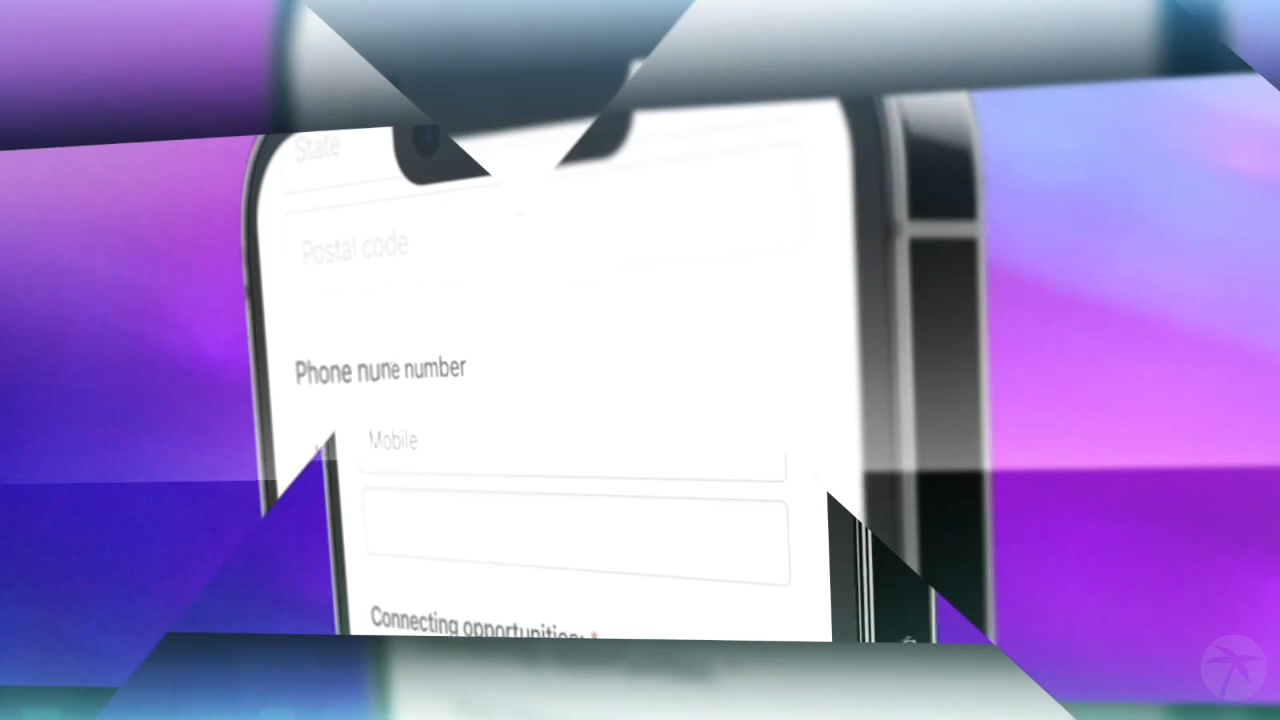 State
Postal code
Phone nune number
Mobile
Connecting opportunities: *